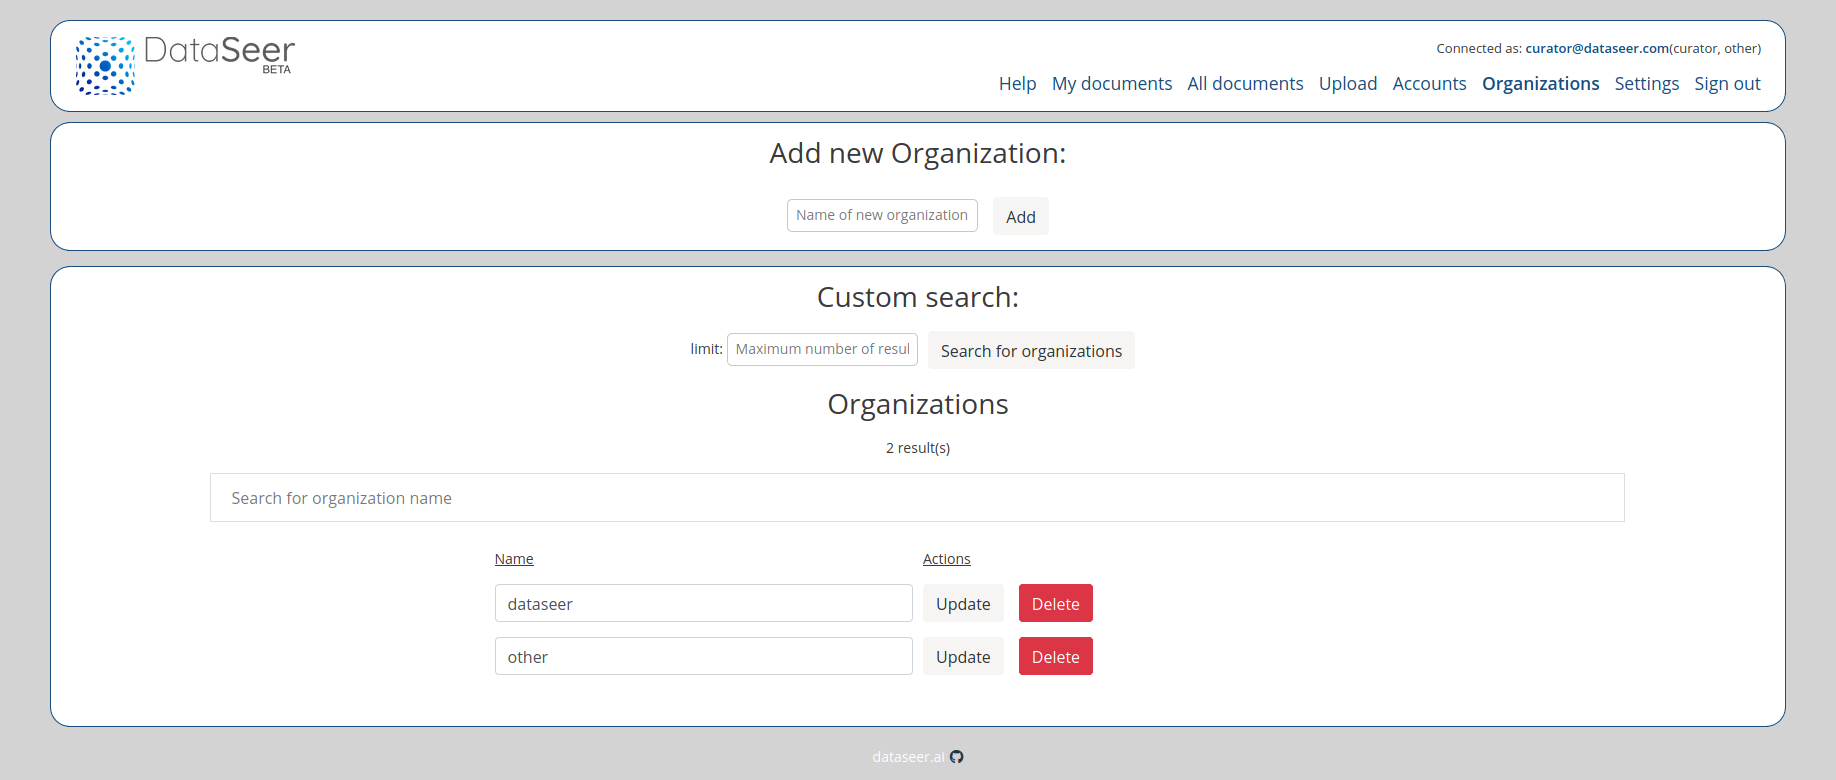 DataSeer
BETA
Connected as: curator@dataseer.com(curator, other)
Help My documents All documents Upload Accounts Organizations Settings Sign out
Add new Organization:
Name of new organization Add
Custom search:
limit: Maximum number of resul Search for organizations
Organizations
2 result(s)
Search for organization name
Name Actions
dataseer Update Delete
other Update Delete
dataseer.ai